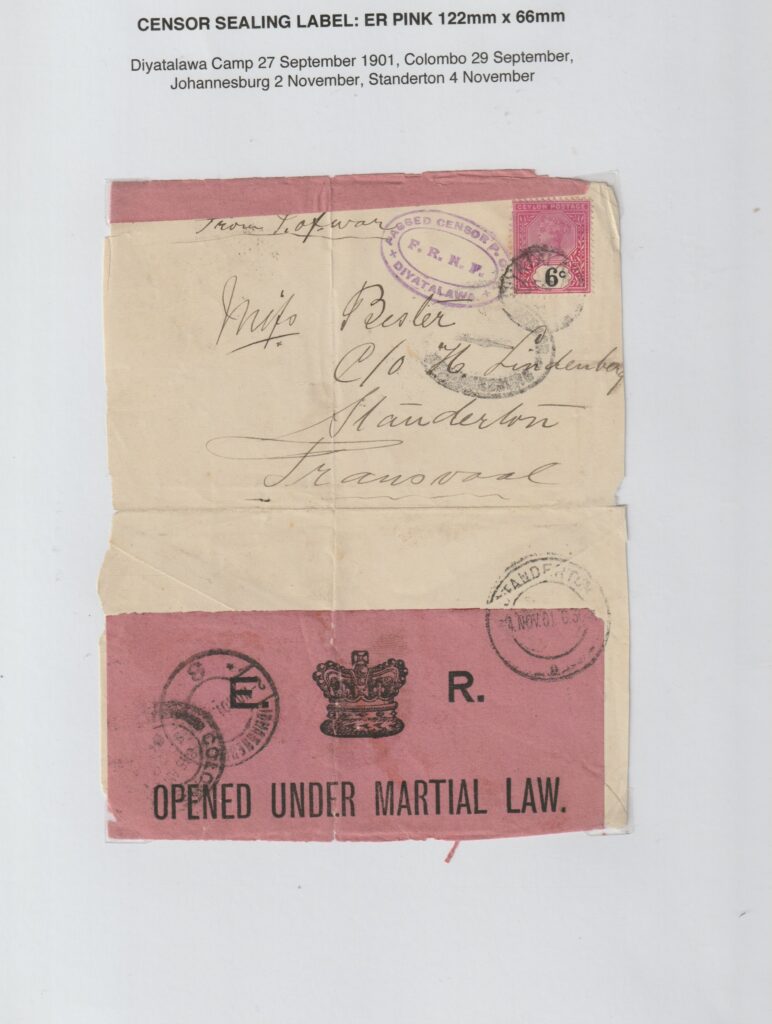 CENSOR SEALING LABEL: ER PINK 122mm x 66mm
Diyatalawa Camp 27 September 1901, Colombo 29 September,
Johannesburg 2 November, Standerton 4 November
From P. of war
PASSED CENSOR P.
F. R. N. F.
DIYATALAWA
CEYLON POSTAGE
6c
Miss Besler
C/o H. Lindenberg
Standerton
Transvaal
STANDERTON
4 NOV.01
E. R.
OPENED UNDER MARTIAL LAW.